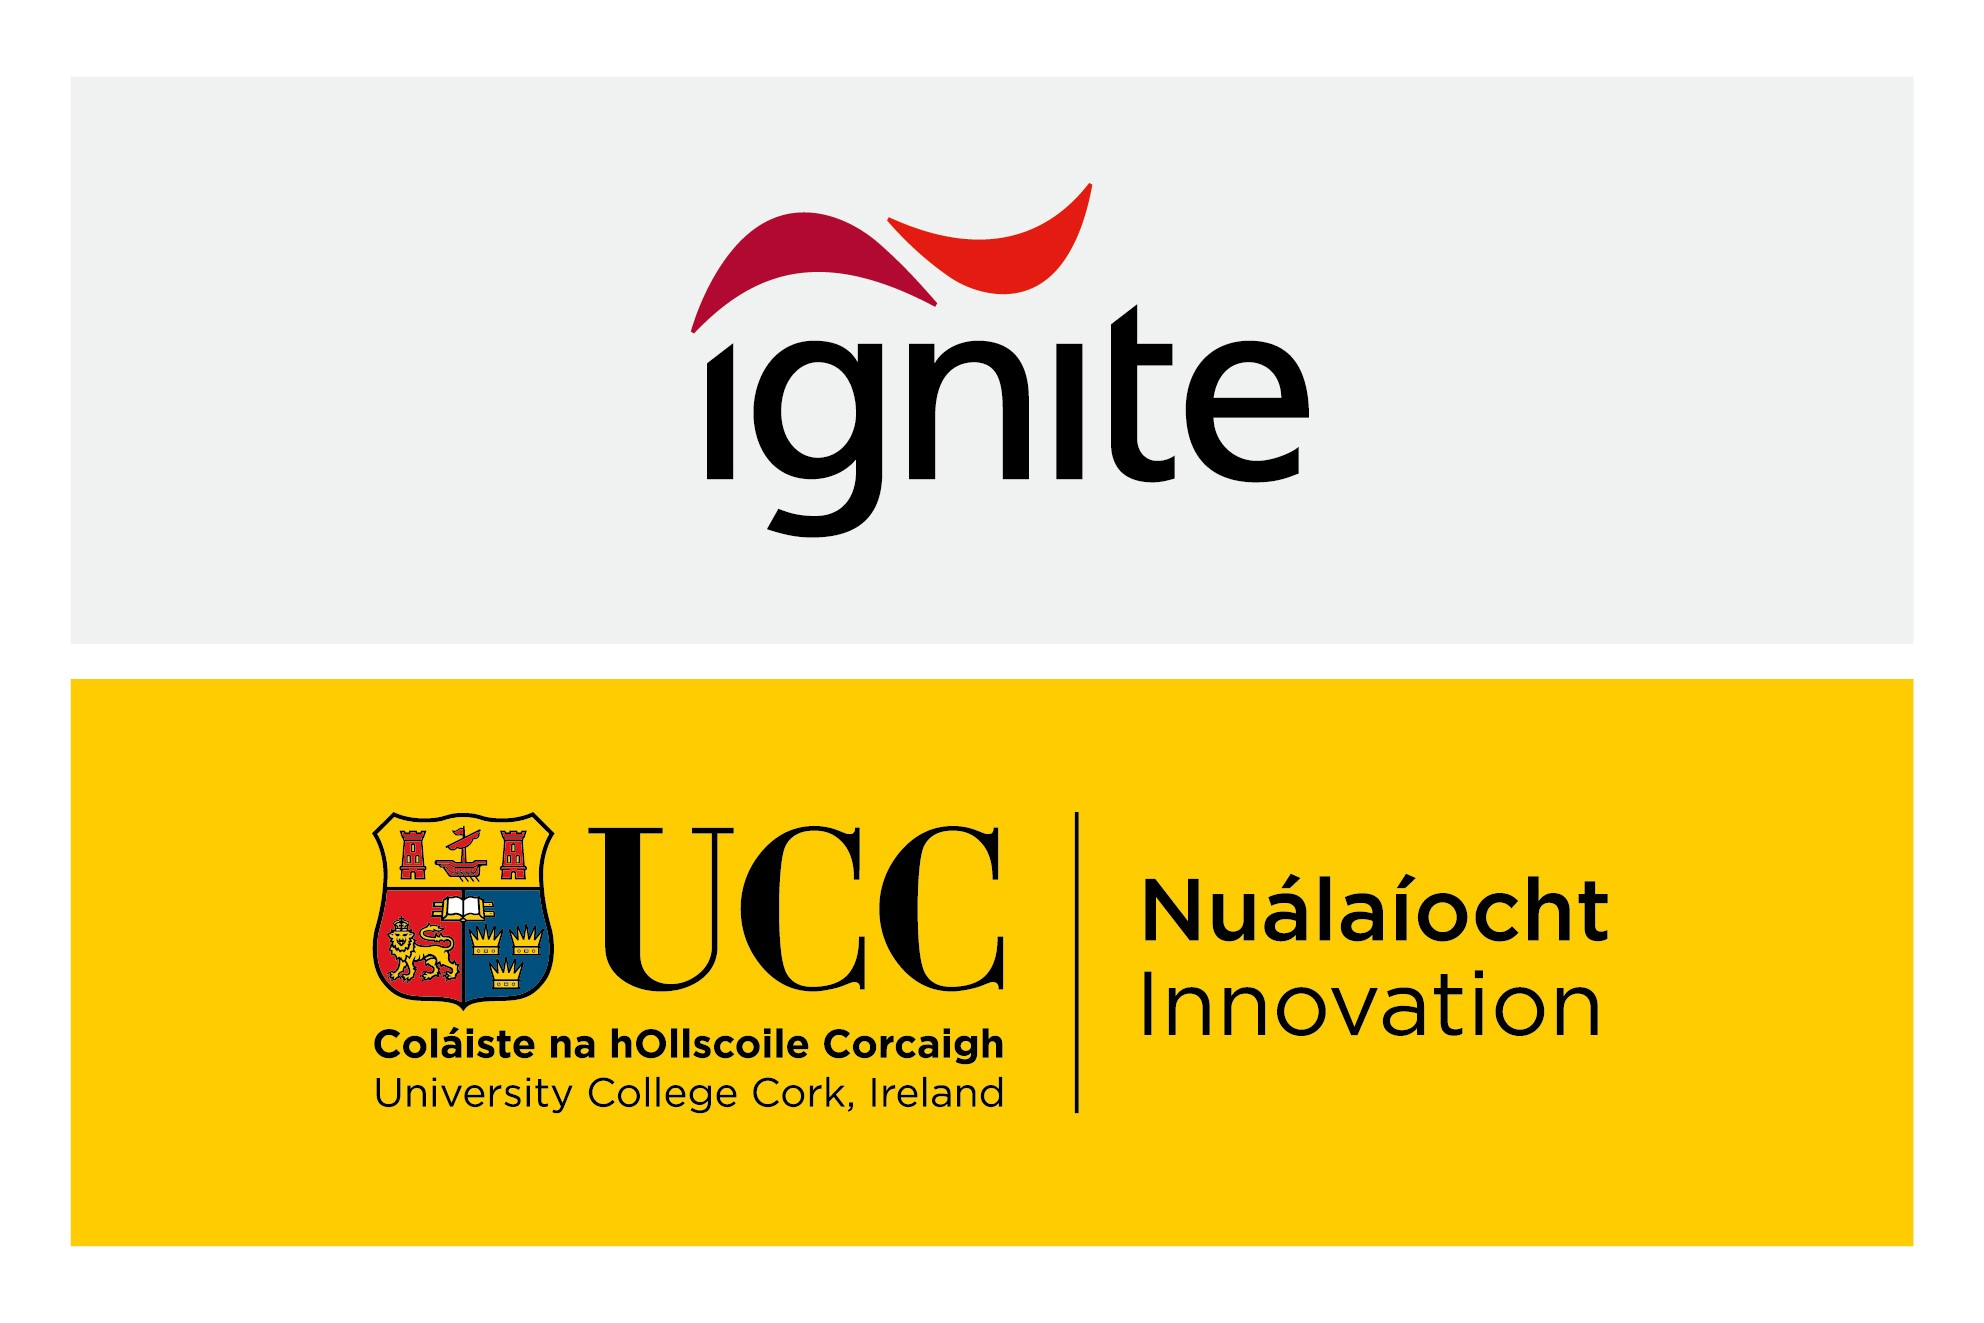 ignite
UCC
Coláiste na hOllscoile Corcaigh
University College Cork, Ireland
Nuálaíocht
Innovation